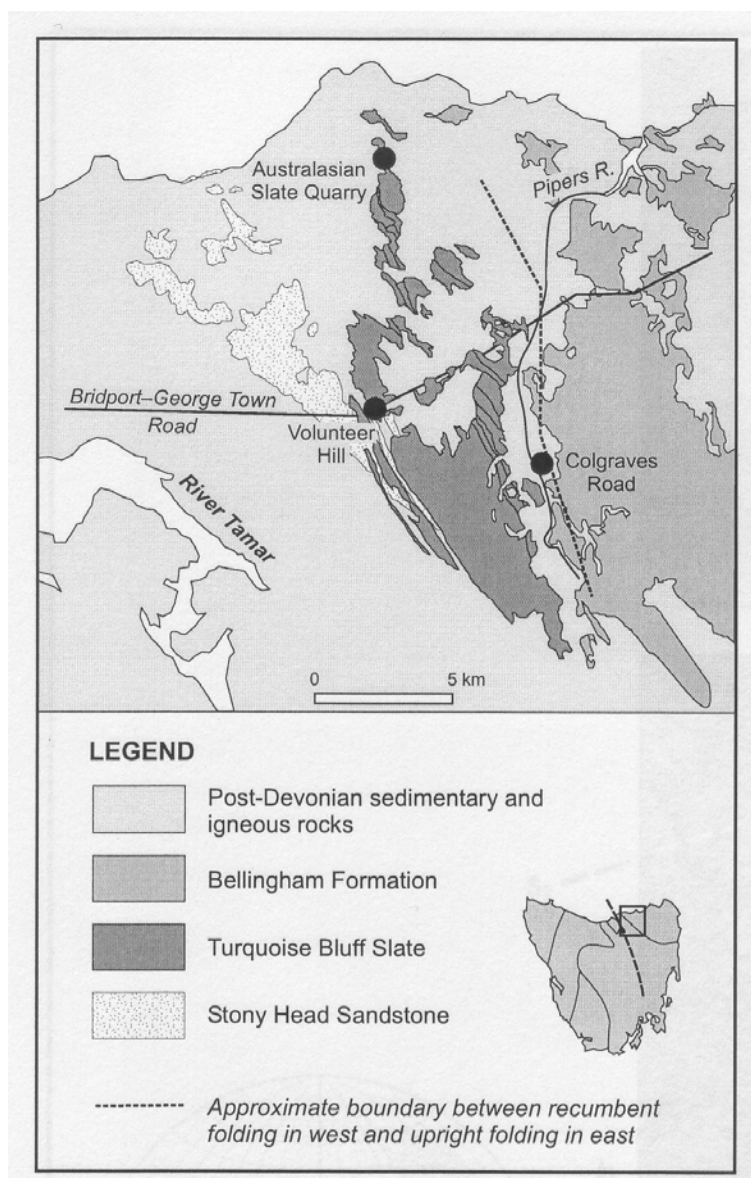 Australasian
Slate Quarry
Pipers R.
Bridport–George Town
Road
Volunteer
Hill
Colgraves
Road
River Tamar
0
5 km
LEGEND
Post-Devonian sedimentary and
igneous rocks
Bellingham Formation
Turquoise Bluff Slate
Stony Head Sandstone
Approximate boundary between recumbent
folding in west and upright folding in east